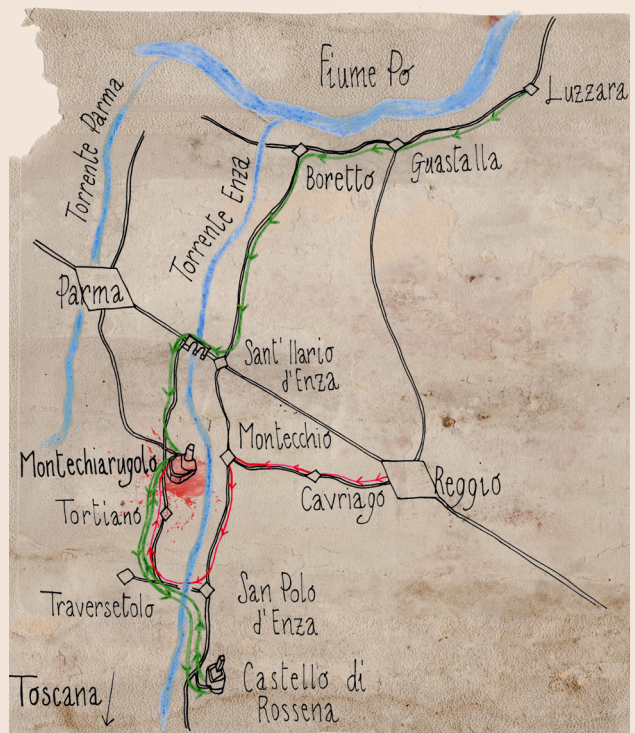 Fiume Po
Luzzara
Torrente Parma
Guastalla
Boretto
Torrente Enza
Parma
Sant' Ilario
d'Enza
Montecchio
Montechiarugolo
Reggio
Cavriago
Tortiano
San Polo
d'Enza
Traversetolo
Castello di
Rossena
Toscana